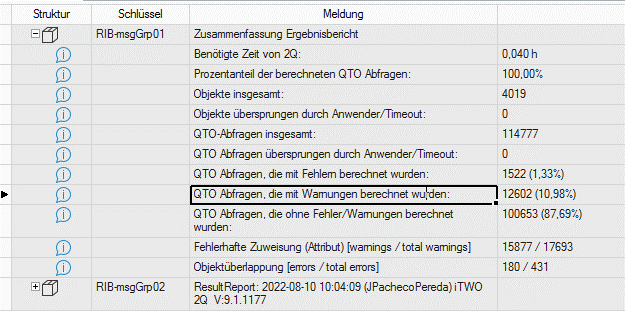 Struktur Schlüssel Meldung
RIB-msgGrp01 Zusammenfassung Ergebnisbericht
Benötigte Zeit von 2Q: 0,040 h
Prozentanteil der berechneten QTO Abfragen: 100,00%
Objekte insgesamt: 4019
Objekte übersprungen durch Anwender/Timeout: 0
QTO-Abfragen insgesamt: 114777
QTO Abfragen übersprungen durch Anwender/Timeout: 0
QTO Abfragen, die mit Fehlern berechnet wurden: 1522 (1,33%)
QTO Abfragen, die mit Warnungen berechnet wurden: 12602 (10,98%)
QTO Abfragen, die ohne Fehler/Warnungen berechnet 100653 (87,69%)
wurden:
Fehlerhafte Zuweisung (Attribut) [warnings / total warnings] 15877 / 17693
Objektüberlappung [errors / total errors] 180 / 431
RIB-msgGrp02 ResultReport: 2022-08-10 10:04:09 (JPachecoPereda) iTWO
2Q V:9.1.1177